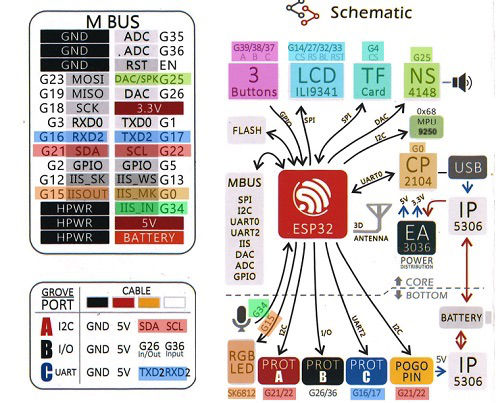 M BUS
GND ADC G35
GND ADC G36
GND RST EN
G23 MOSI DAC/SPK G25
G19 MISO DAC G26
G18 SCK 3.3V
G3 RXD0 TXD0 G1
G16 RXD2 TXD2 G17
G21 SDA SCL G22
G2 GPIO GPIO G5
G12 IIS_SK IIS_WS G13
G15 IISOUT IIS_MK G0
HPWR IIS_IN G34
HPWR 5V
HPWR BATTERY
GROVE PORT CABLE
A I2C GND 5V SDA SCL
B I/O GND 5V G26 In/Out G36 Input
C UART GND 5V TXD2 RXD2
Schematic
G39/38/37
A B C
3 Buttons
G14/27/32/33
CS RS BL RST
LCD
ILI9341
G4
CS
TF
Card
G25
NS
4148
GPIO
SPI
SPI
DAC
I2C
FLASH
0x68
MPU
9250
G0
CP
2104
UART0
USB
MBUS
SPI
I2C
UART0
UART2
IIS
DAC
ADC
GPIO
ESP32
3D
ANTENNA
5V
3.3V
EA
3036
POWER
DISTRIBUTION
IP
5306
CORE
BOTTOM
BATTERY
G34
G15
I2C
I/O
UART2
I2C
RGB
LED
SK6812
PROT
A
G21/22
PROT
B
G26/36
PROT
C
G16/17
POGO
PIN
G21/22
5V
IP
5306